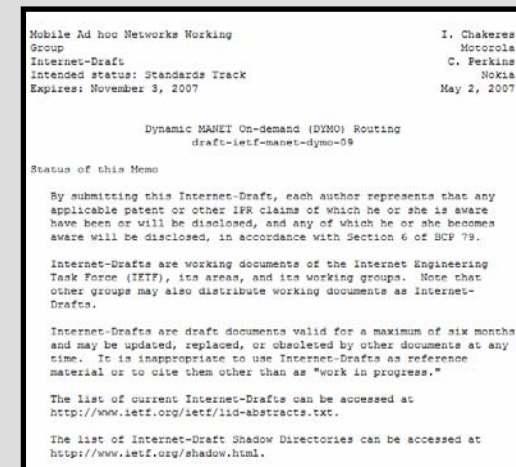 Mobile Ad hoc Networks Working I. Chakeres
Group Motorola
Internet-Draft C. Perkins
Intended status: Standards Track Nokia
Expires: November 3, 2007 May 2, 2007
Dynamic MANET On-demand (DYMO) Routing
draft-ietf-manet-dymo-09
Status of this Memo
By submitting this Internet-Draft, each author represents that any
applicable patent or other IPR claims of which he or she is aware
have been or will be disclosed, and any of which he or she becomes
aware will be disclosed, in accordance with Section 6 of BCP 79.
Internet-Drafts are working documents of the Internet Engineering
Task Force (IETF), its areas, and its working groups. Note that
other groups may also distribute working documents as Internet-
Drafts.
Internet-Drafts are draft documents valid for a maximum of six months
and may be updated, replaced, or obsoleted by other documents at any
time. It is inappropriate to use Internet-Drafts as reference
material or to cite them other than as "work in progress."
The list of current Internet-Drafts can be accessed at
http://www.ietf.org/ietf/1id-abstracts.txt.
The list of Internet-Draft Shadow Directories can be accessed at
http://www.ietf.org/shadow.html.